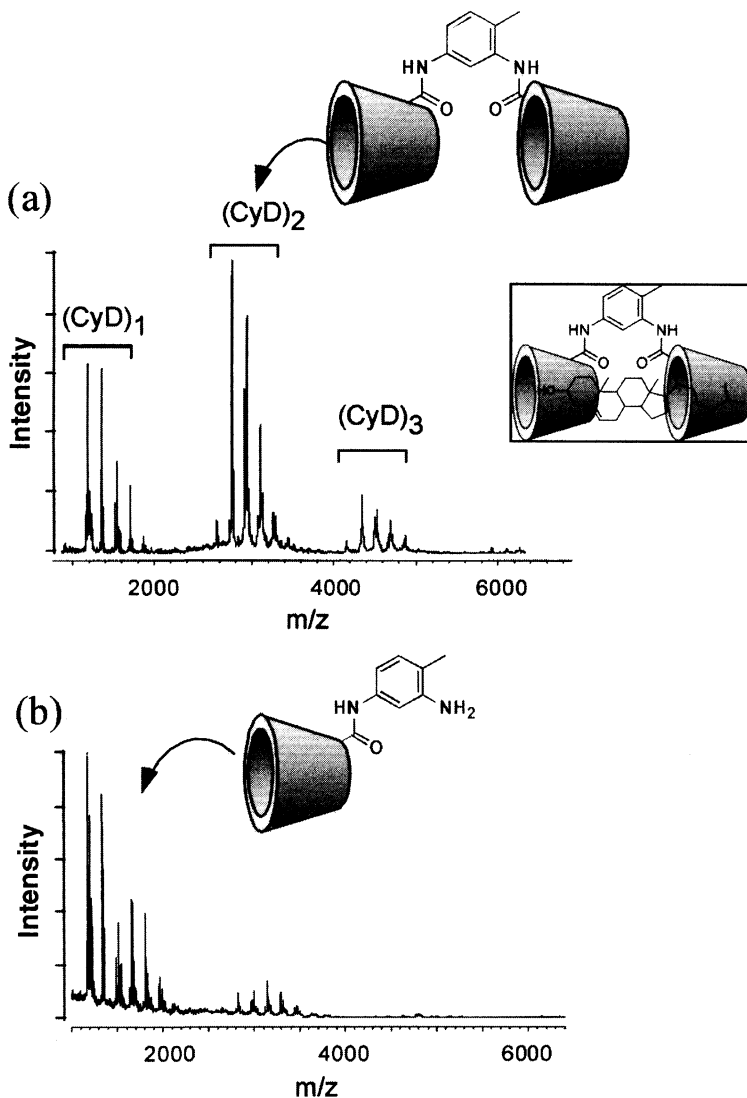 HN
NH
O
O
(a)
(CyD)2
(CyD)1
(CyD)3
HN
NH
O
O
HO
Intensity
2000
4000
6000
m/z
(b)
HN
NH2
O
Intensity
2000
4000
6000
m/z